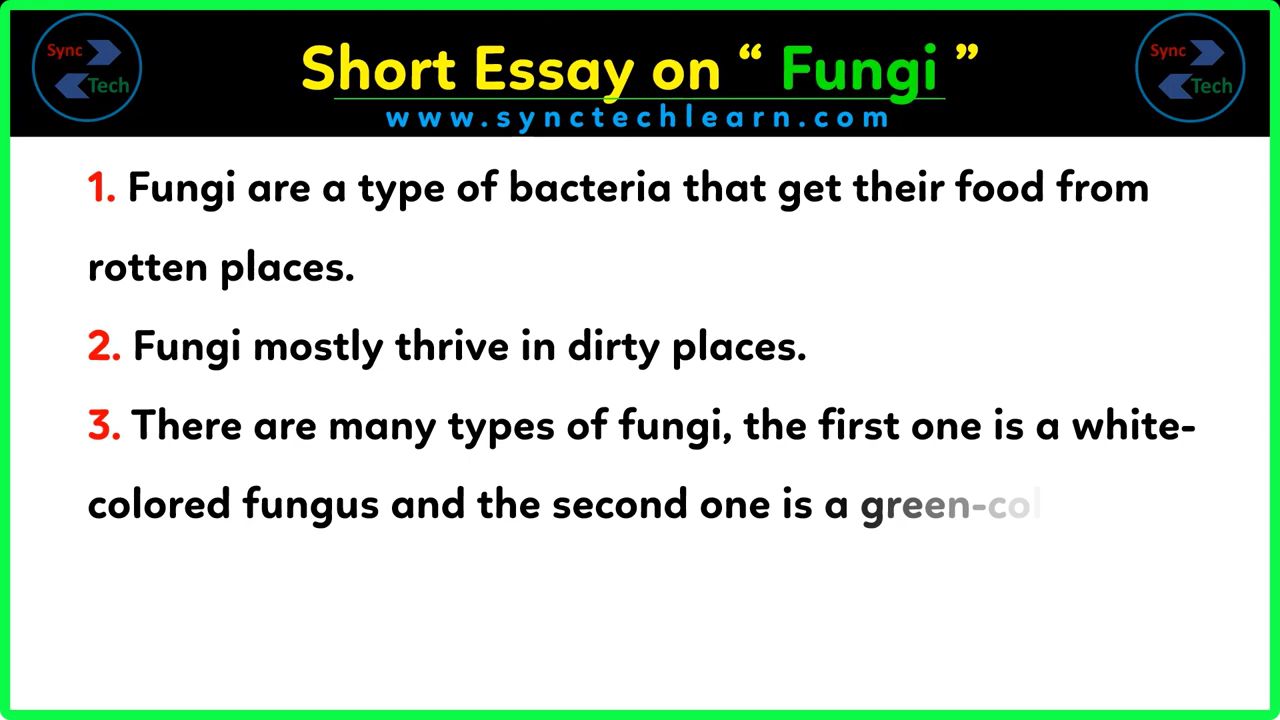 Sync
Tech
Short Essay on “ Fungi ”
Sync
Tech
www.synctechlearn.com
1. Fungi are a type of bacteria that get their food from
rotten places.
2. Fungi mostly thrive in dirty places.
3. There are many types of fungi, the first one is a white-
colored fungus and the second one is a green-col